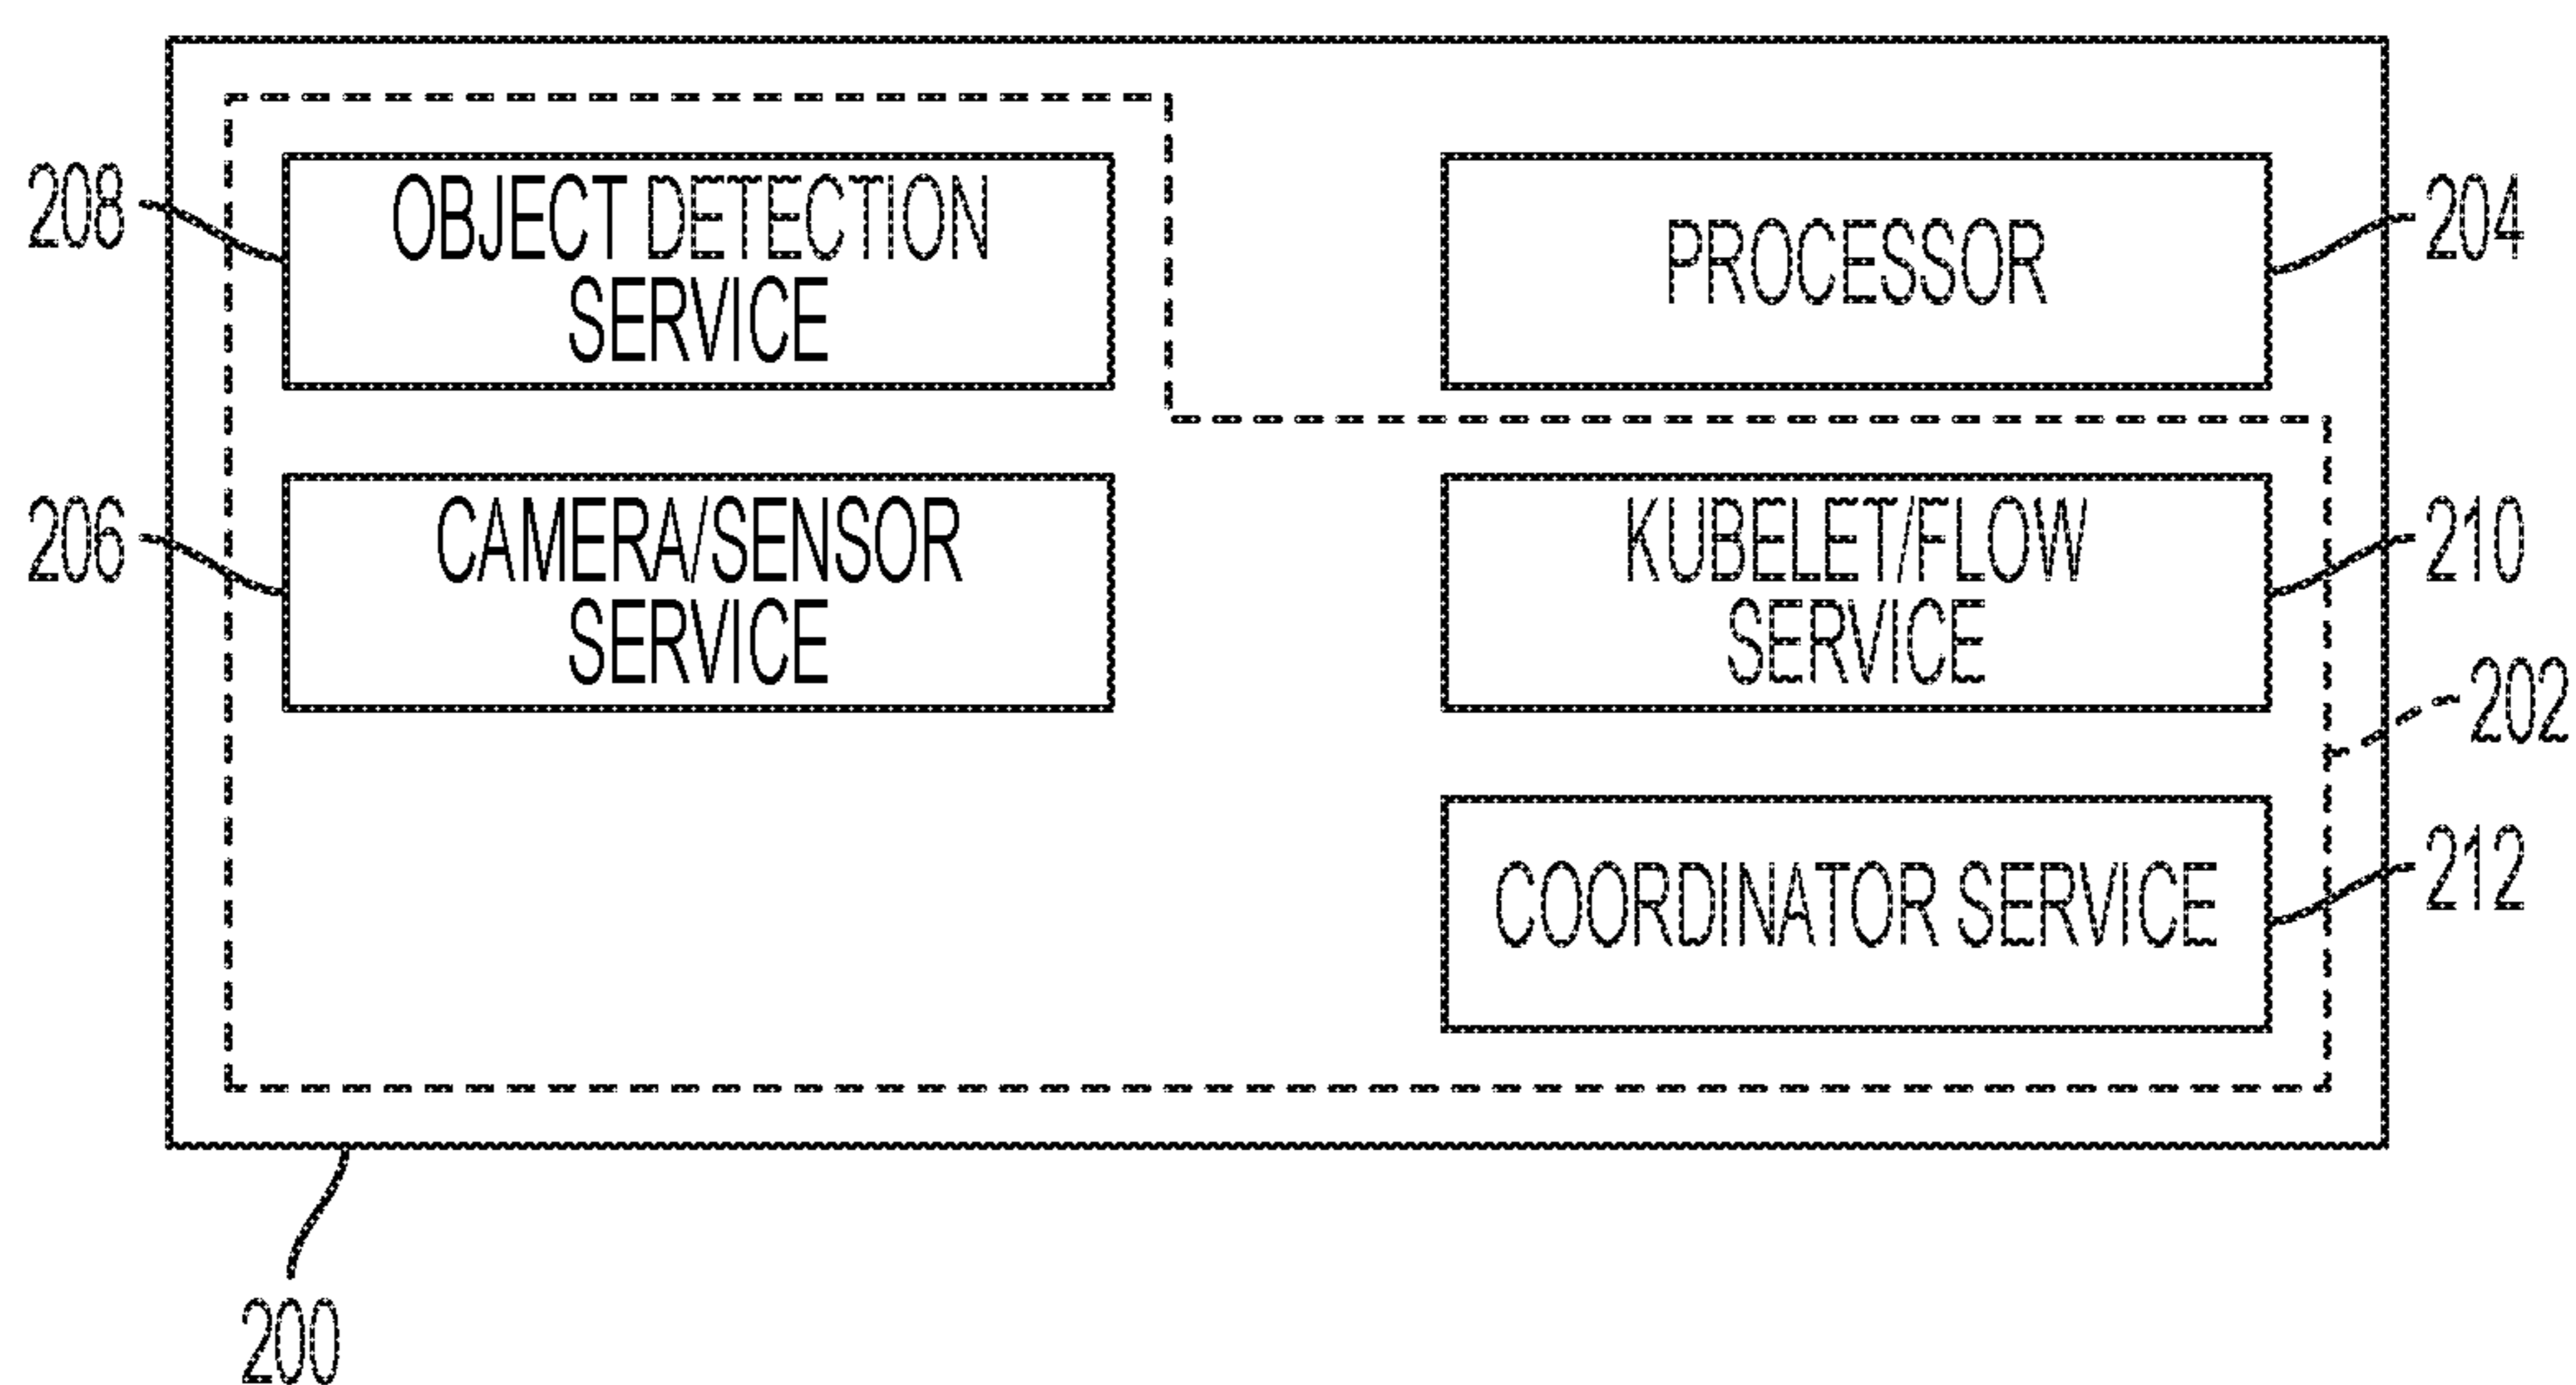 208
OBJECT DETECTION
SERVICE
PROCESSOR
204
206
CAMERA/SENSOR
SERVICE
KUBELET/FLOW
SERVICE
210
202
COORDINATOR SERVICE
212
200